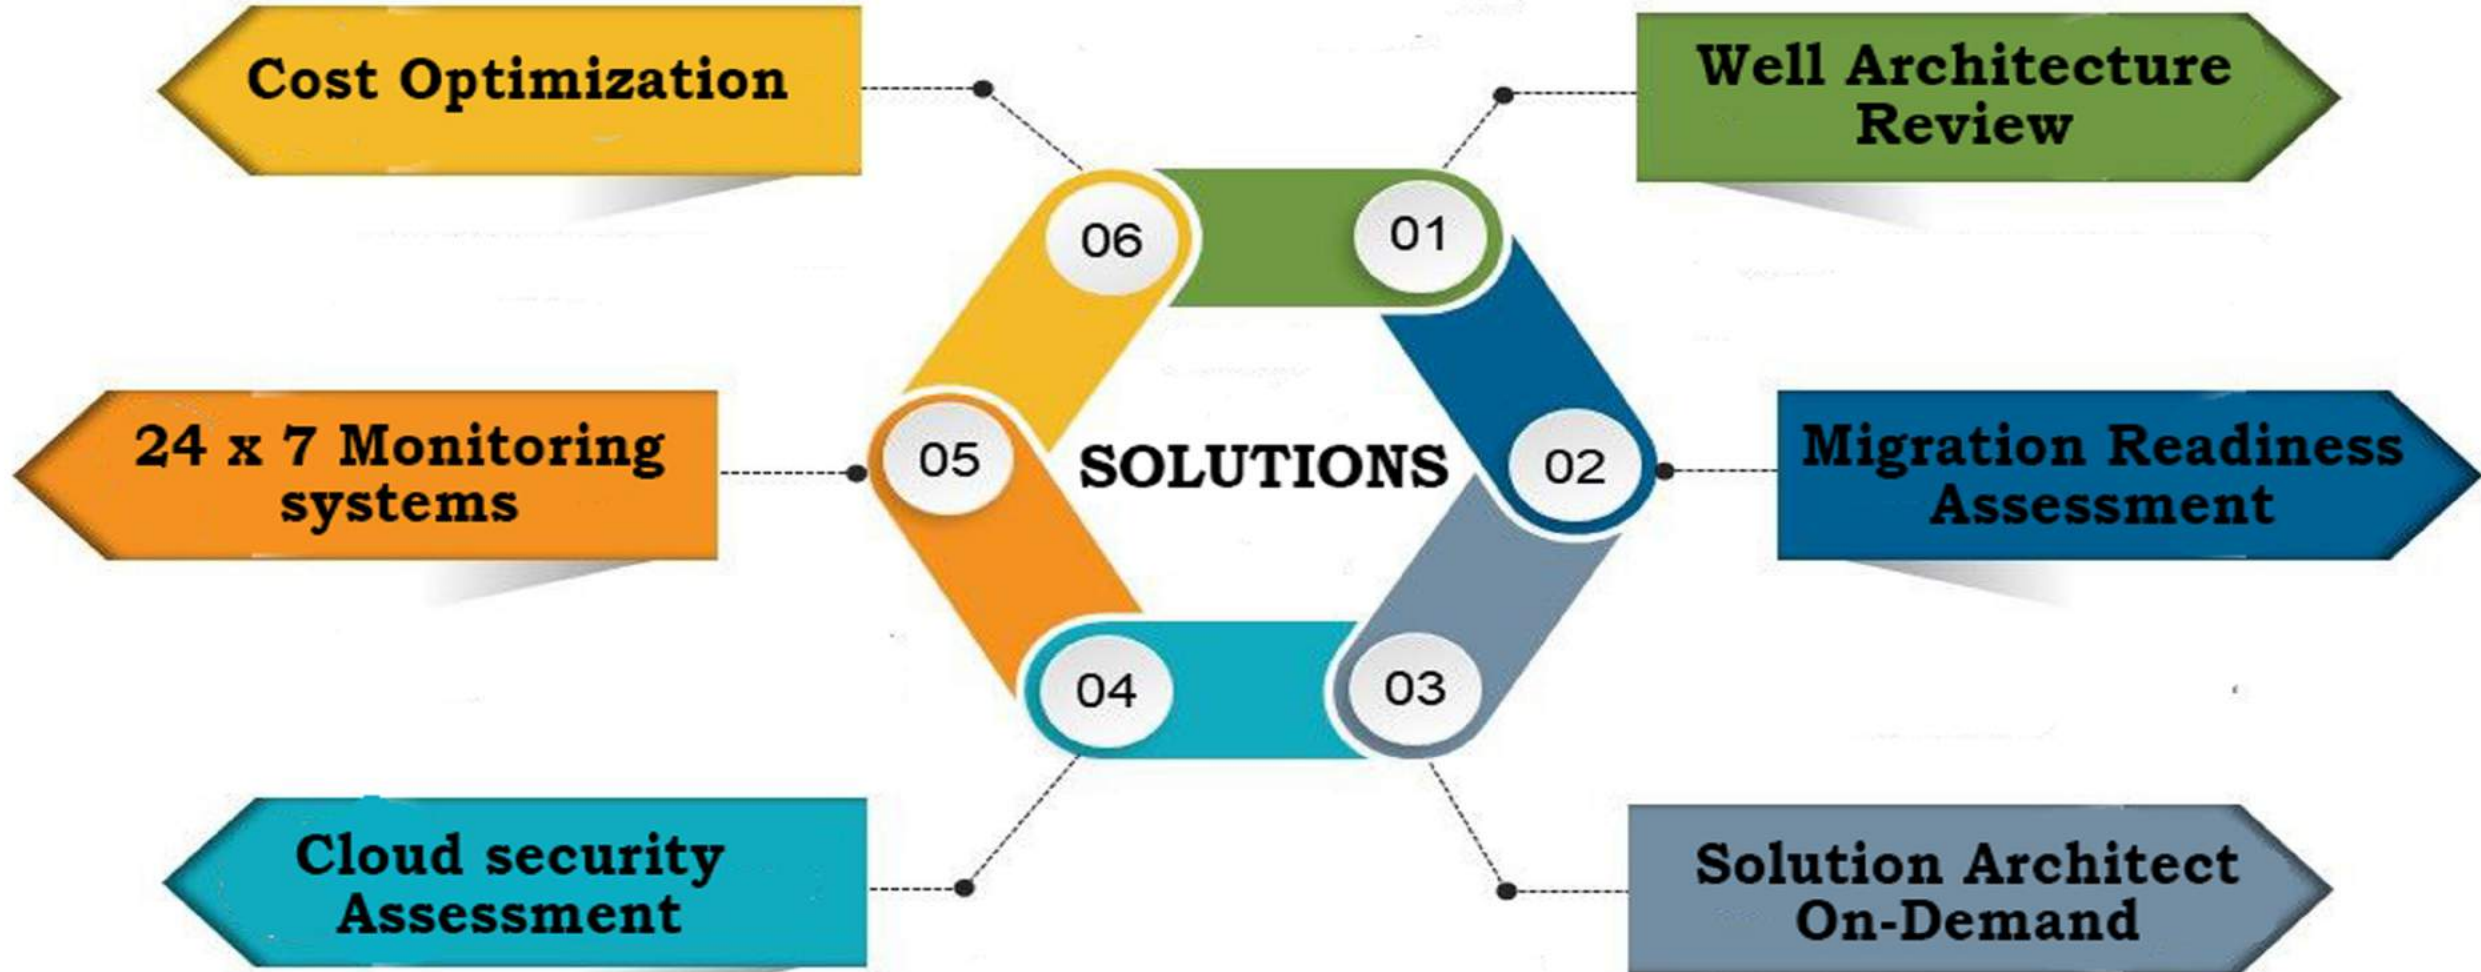 Cost Optimization
Well Architecture
Review
06
01
24 x 7 Monitoring
systems
05
SOLUTIONS
02
Migration Readiness
Assessment
04
03
Cloud security
Assessment
Solution Architect
On-Demand